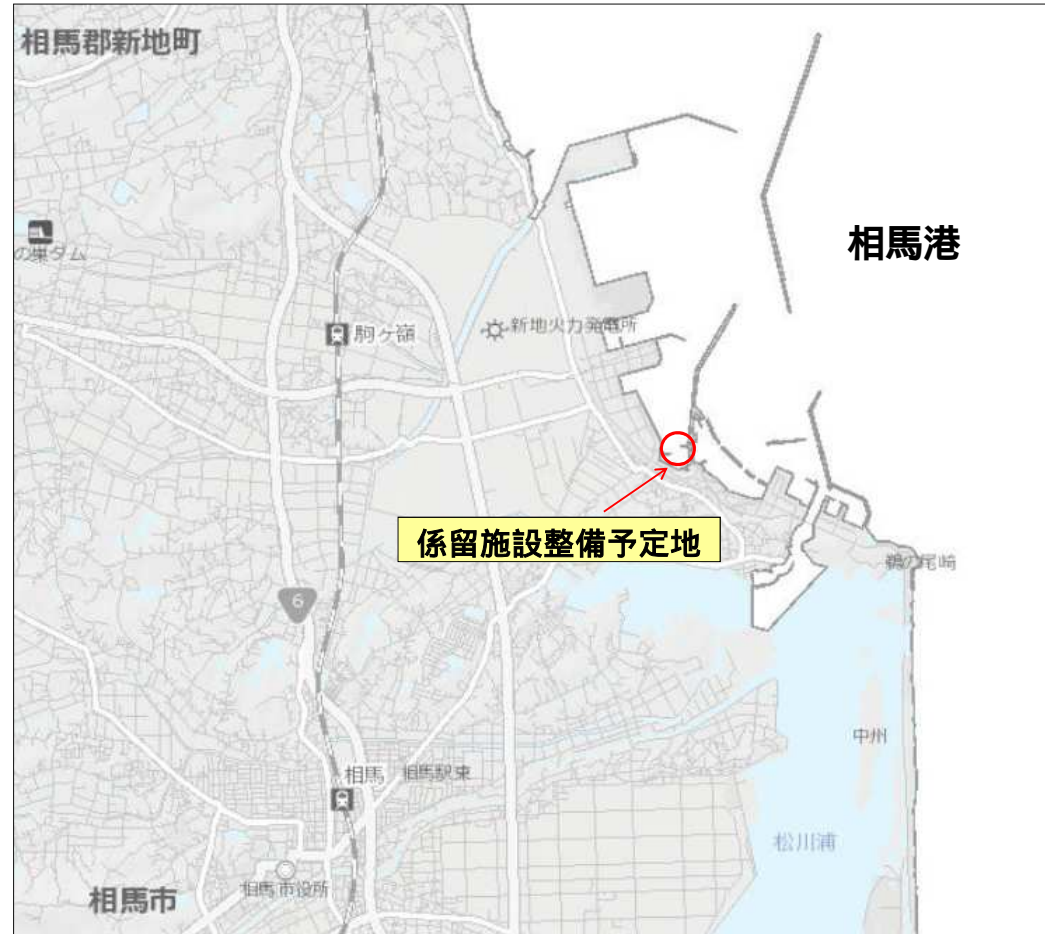 相馬郡新地町
相馬港
の巣ダム
新地火力発電所
駒ヶ嶺
係留施設整備予定地
鵜の尾崎
6
中州
相馬
相馬駅東
松川浦
相馬市役所
相馬市